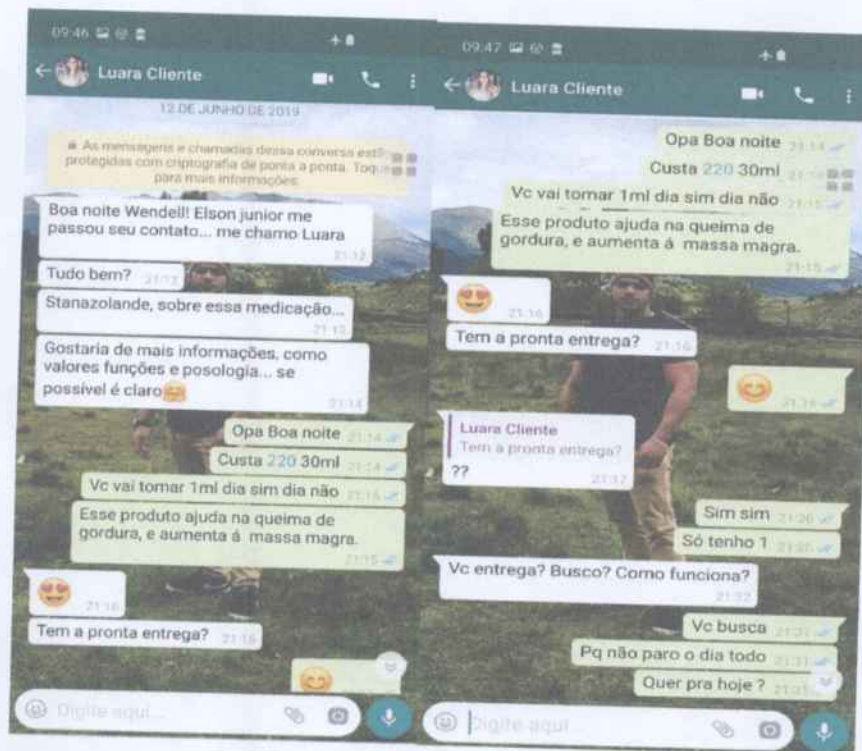 09:46
Luara Cliente
12 DE JUNHO DE 2019
As mensagens e chamadas dessa conversa estão
protegidas com criptografia de ponta a ponta. Toque
para mais informações.
Boa noite Wendell! Elson junior me
passou seu contato... me chamo Luara
21:12
Tudo bem? 21:12
Stanazolande, sobre essa medicação...
21:13
Gostaria de mais informações, como
valores funções e posologia... se
possível é claro
21:14
Opa Boa noite 21:14
Custa 220 30ml 21:14
Vc vai tomar 1ml dia sim dia não 21:15
Esse produto ajuda na queima de
gordura, e aumenta á massa magra.
21:15
21:16
Tem a pronta entrega? 21:16
Digite aqui...
09:47
Luara Cliente
Opa Boa noite 21:14
Custa 220 30ml 21:14
Vc vai tomar 1ml dia sim dia não 21:15
Esse produto ajuda na queima de
gordura, e aumenta á massa magra.
21:15
21:16
Tem a pronta entrega? 21:16
21:16
Luara Cliente
Tem a pronta entrega?
??
21:17
Sim sim
Só tenho 1
Vc entrega? Busco? Como funciona?
Vc busca 21:31
Pq não paro o dia todo 21:31
Quer pra hoje ? 21:31
Digite aqui